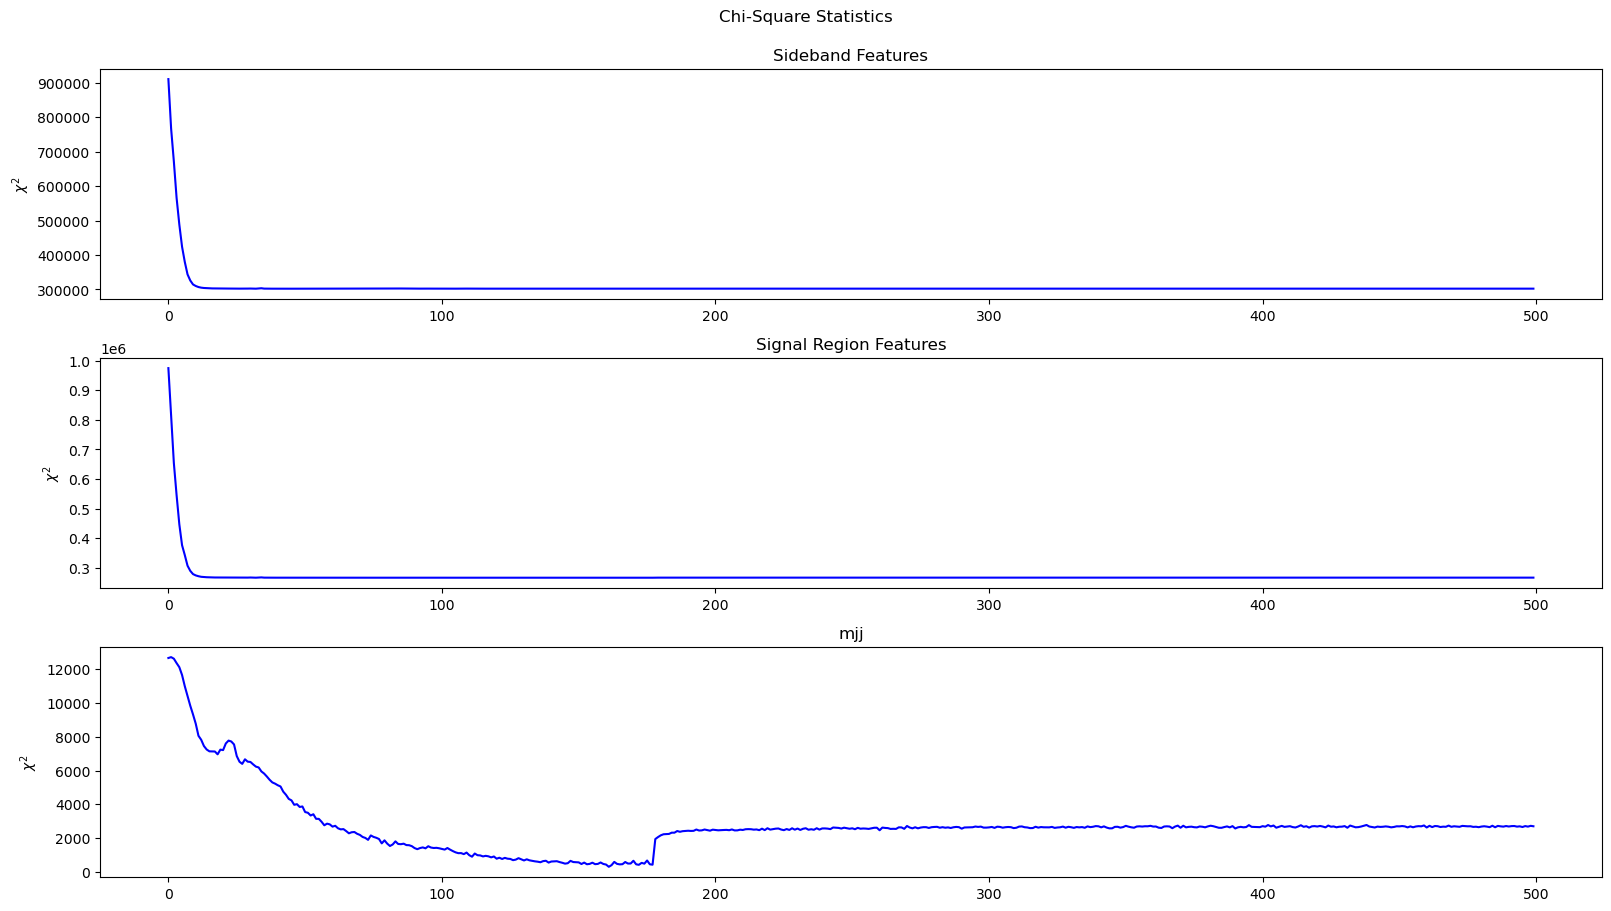 Chi-Square Statistics
Sideband Features
900000
800000
700000
600000
500000
400000
300000
χ²
0 100 200 300 400 500
Signal Region Features
1e6
1.0
0.9
0.8
0.7
0.6
0.5
0.4
0.3
χ²
0 100 200 300 400 500
mjj
12000
10000
8000
6000
4000
2000
0
χ²
0 100 200 300 400 500